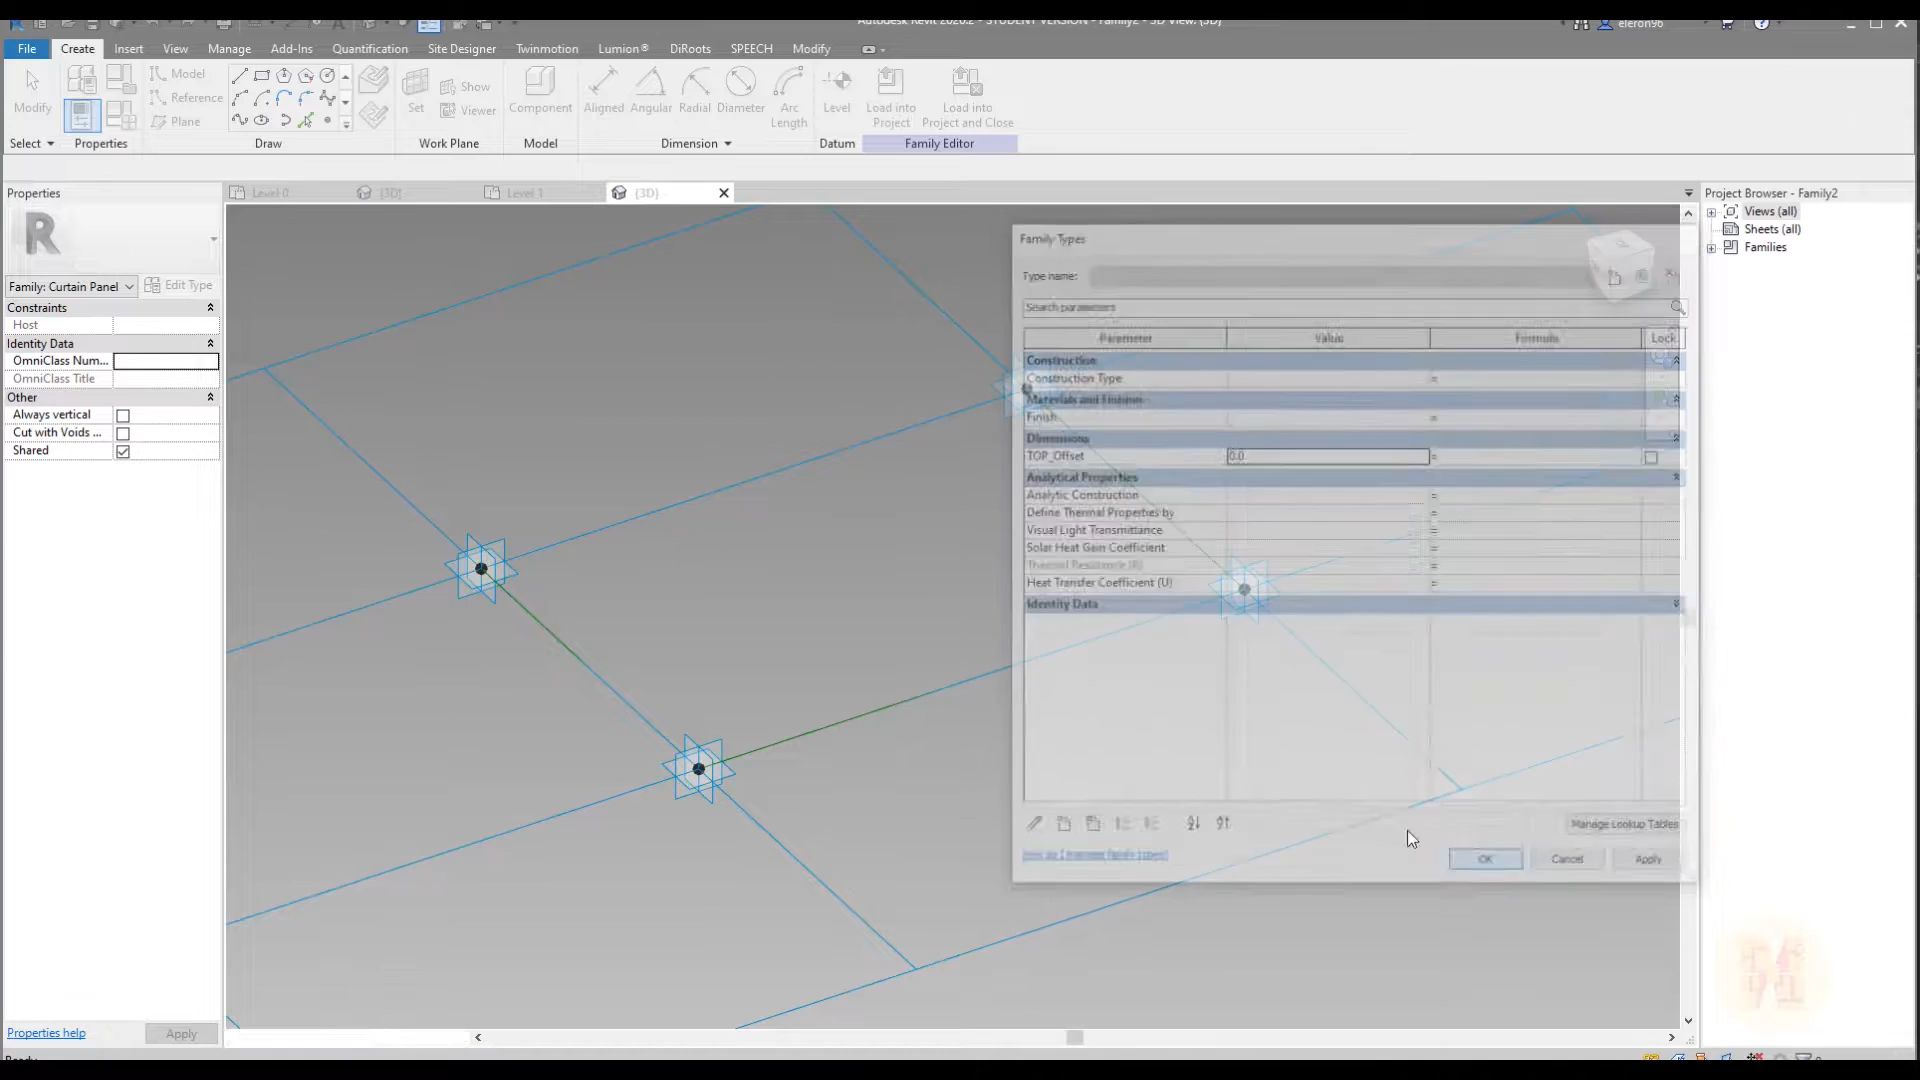 Autodesk Revit 2020.2 - STUDENT VERSION - Family2 - 3D View: {3D}
eleron96
File Create Insert View Manage Add-Ins Quantification Site Designer Twinmotion Lumion® DiRoots SPEECH Modify
Modify
Model
Reference
Plane
Set
Show
Viewer
Component
Aligned Angular Radial Diameter Arc Length
Level
Load into Project
Load into Project and Close
Select Properties Draw Work Plane Model Dimension Datum Family Editor
Properties
Level 0 {3D} Level 1 {3D}
Project Browser - Family2
Views (all)
Sheets (all)
Families
R
Family: Curtain Panel Edit Type
Constraints
Host
Identity Data
OmniClass Num...
OmniClass Title
Other
Always vertical
Cut with Voids ...
Shared
Properties help Apply
Family Types
Type name:
Search parameters
Parameter Value Formula Lock
Construction
Construction Type =
Materials and Finishes
Finish =
Dimensions
TOP_Offset 0.0 =
Analytical Properties
Analytic Construction =
Define Thermal Properties by =
Visual Light Transmittance =
Solar Heat Gain Coefficient =
Thermal Resistance (R) =
Heat Transfer Coefficient (U) =
Identity Data
Manage Lookup Tables
How do I manage family types?
OK Cancel Apply
Ready